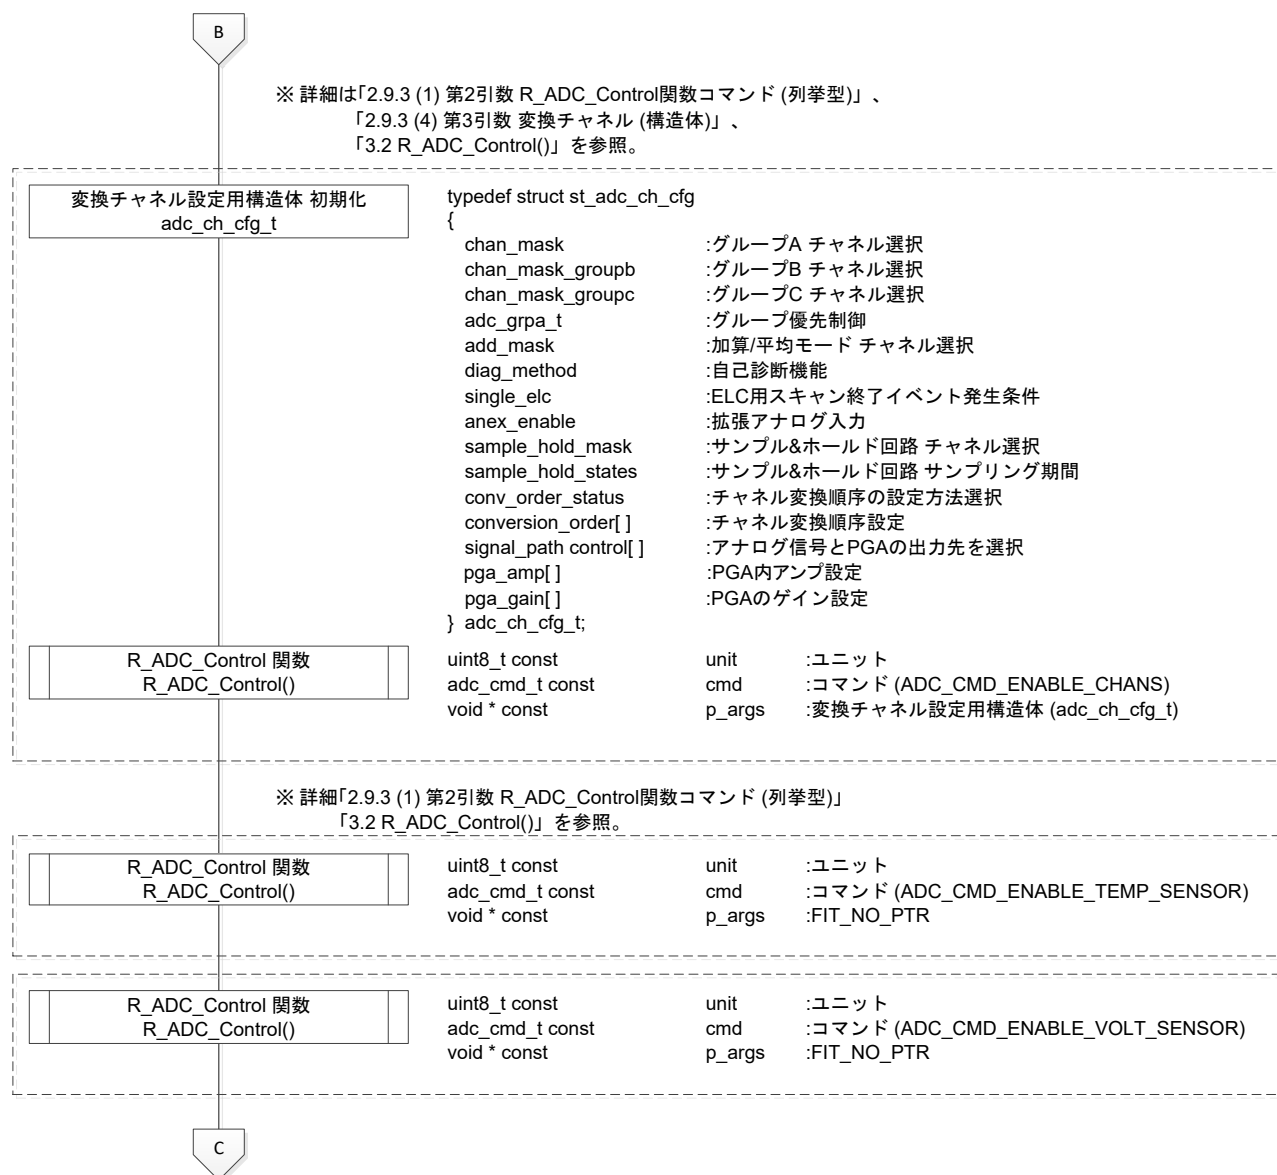 B
※ 詳細は｢2.9.3 (1) 第2引数 R_ADC_Control関数コマンド (列挙型)｣、
｢2.9.3 (4) 第3引数 変換チャネル (構造体)｣、
｢3.2 R_ADC_Control()｣ を参照。
変換チャネル設定用構造体 初期化
adc_ch_cfg_t
typedef struct st_adc_ch_cfg
{
chan_mask :グループA チャネル選択
chan_mask_groupb :グループB チャネル選択
chan_mask_groupc :グループC チャネル選択
adc_grpa_t :グループ優先制御
add_mask :加算/平均モード チャネル選択
diag_method :自己診断機能
single_elc :ELC用スキャン終了イベント発生条件
anex_enable :拡張アナログ入力
sample_hold_mask :サンプル&ホールド回路 チャネル選択
sample_hold_states :サンプル&ホールド回路 サンプリング期間
conv_order_status :チャネル変換順序の設定方法選択
conversion_order[ ] :チャネル変換順序設定
signal_path control[ ] :アナログ信号とPGAの出力先を選択
pga_amp[ ] :PGA内アンプ設定
pga_gain[ ] :PGAのゲイン設定
} adc_ch_cfg_t;
R_ADC_Control 関数
R_ADC_Control()
uint8_t const unit :ユニット
adc_cmd_t const cmd :コマンド (ADC_CMD_ENABLE_CHANS)
void * const p_args :変換チャネル設定用構造体 (adc_ch_cfg_t)
※ 詳細｢2.9.3 (1) 第2引数 R_ADC_Control関数コマンド (列挙型)｣
｢3.2 R_ADC_Control()｣ を参照。
R_ADC_Control 関数
R_ADC_Control()
uint8_t const unit :ユニット
adc_cmd_t const cmd :コマンド (ADC_CMD_ENABLE_TEMP_SENSOR)
void * const p_args :FIT_NO_PTR
R_ADC_Control 関数
R_ADC_Control()
uint8_t const unit :ユニット
adc_cmd_t const cmd :コマンド (ADC_CMD_ENABLE_VOLT_SENSOR)
void * const p_args :FIT_NO_PTR
C